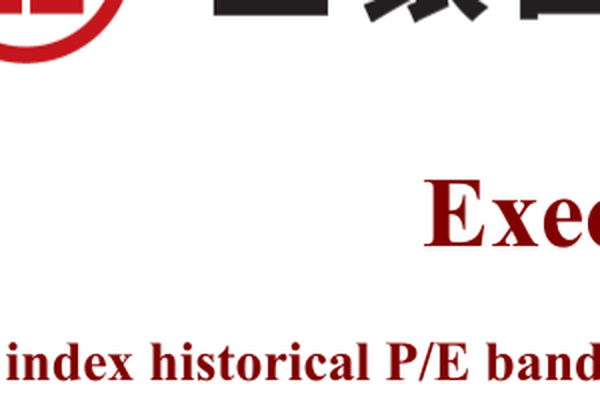 Exec
index historical P/E band